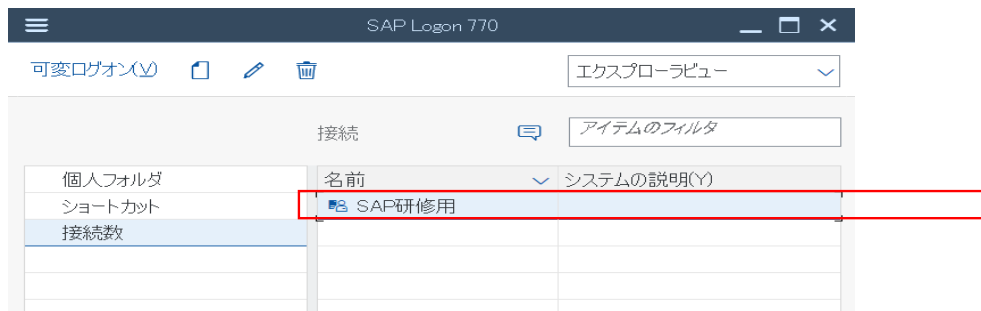 SAP Logon 770
可変ログオン(V)
エクスプローラビュー
接続
アイテムのフィルタ
個人フォルダ
ショートカット
接続数
名前
システムの説明(Y)
SAP研修用